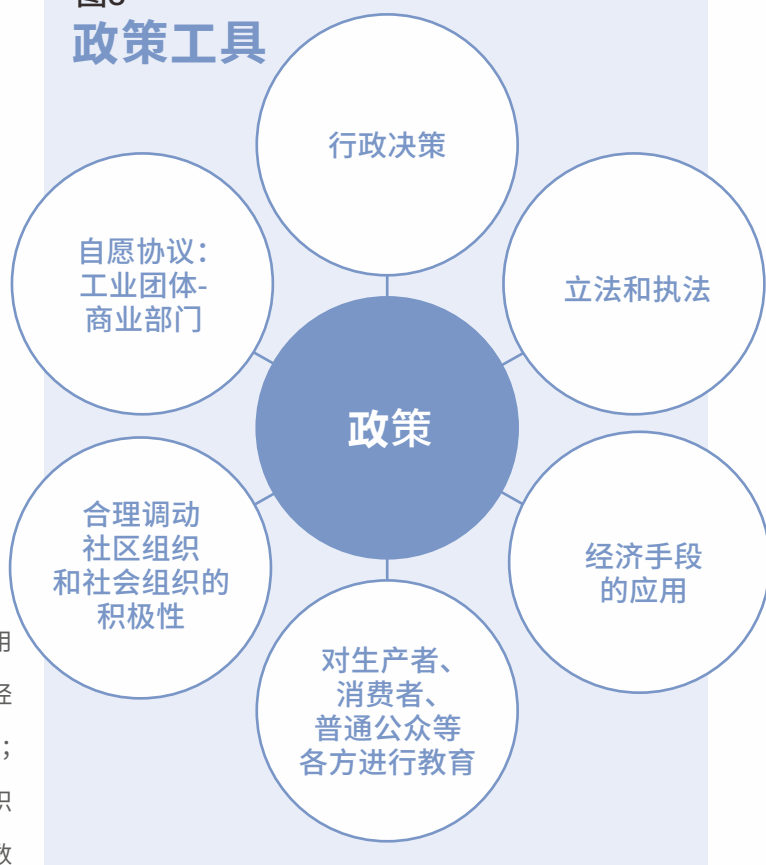 政策工具
行政决策
自愿协议：
工业团体-
商业部门
立法和执法
政策
合理调动
社区组织
和社会组织的
积极性
经济手段
的应用
对生产者、
消费者、
普通公众等
各方进行教育
用
；